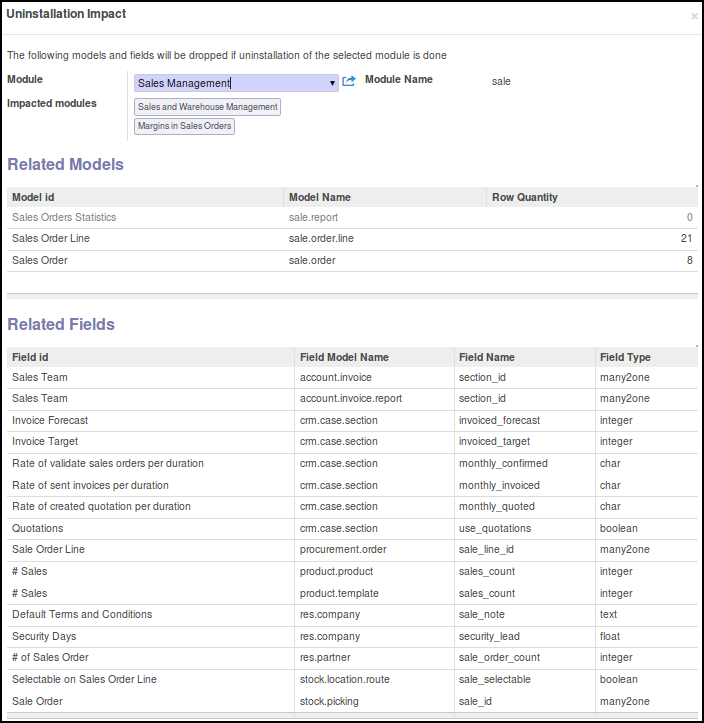 Uninstallation Impact
The following models and fields will be dropped if uninstallation of the selected module is done
Module Sales Management Module Name sale
Impacted modules Sales and Warehouse Management
Margins in Sales Orders
Related Models
Model id Model Name Row Quantity
Sales Orders Statistics sale.report 0
Sales Order Line sale.order.line 21
Sales Order sale.order 8
Related Fields
Field id Field Model Name Field Name Field Type
Sales Team account.invoice section_id many2one
Sales Team account.invoice.report section_id many2one
Invoice Forecast crm.case.section invoiced_forecast integer
Invoice Target crm.case.section invoiced_target integer
Rate of validate sales orders per duration crm.case.section monthly_confirmed char
Rate of sent invoices per duration crm.case.section monthly_invoiced char
Rate of created quotation per duration crm.case.section monthly_quoted char
Quotations crm.case.section use_quotations boolean
Sale Order Line procurement.order sale_line_id many2one
# Sales product.product sales_count integer
# Sales product.template sales_count integer
Default Terms and Conditions res.company sale_note text
Security Days res.company security_lead float
# of Sales Order res.partner sale_order_count integer
Selectable on Sales Order Line stock.location.route sale_selectable boolean
Sale Order stock.picking sale_id many2one